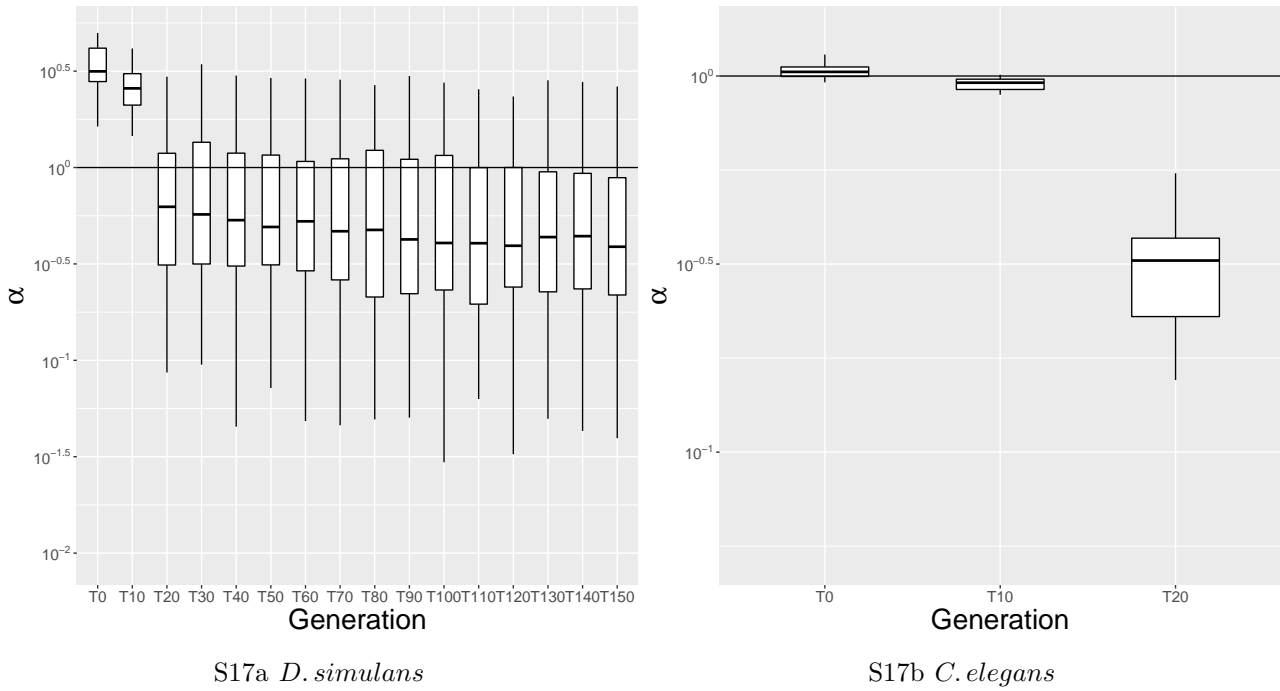 10^0.5
10^0
10^−0.5
10^−1
10^−1.5
10^−2
α
T0 T10 T20 T30 T40 T50 T60 T70 T80 T90 T100 T110 T120 T130 T140 T150
Generation
S17a D. simulans
10^0
10^−0.5
10^−1
α
T0 T10 T20
Generation
S17b C. elegans